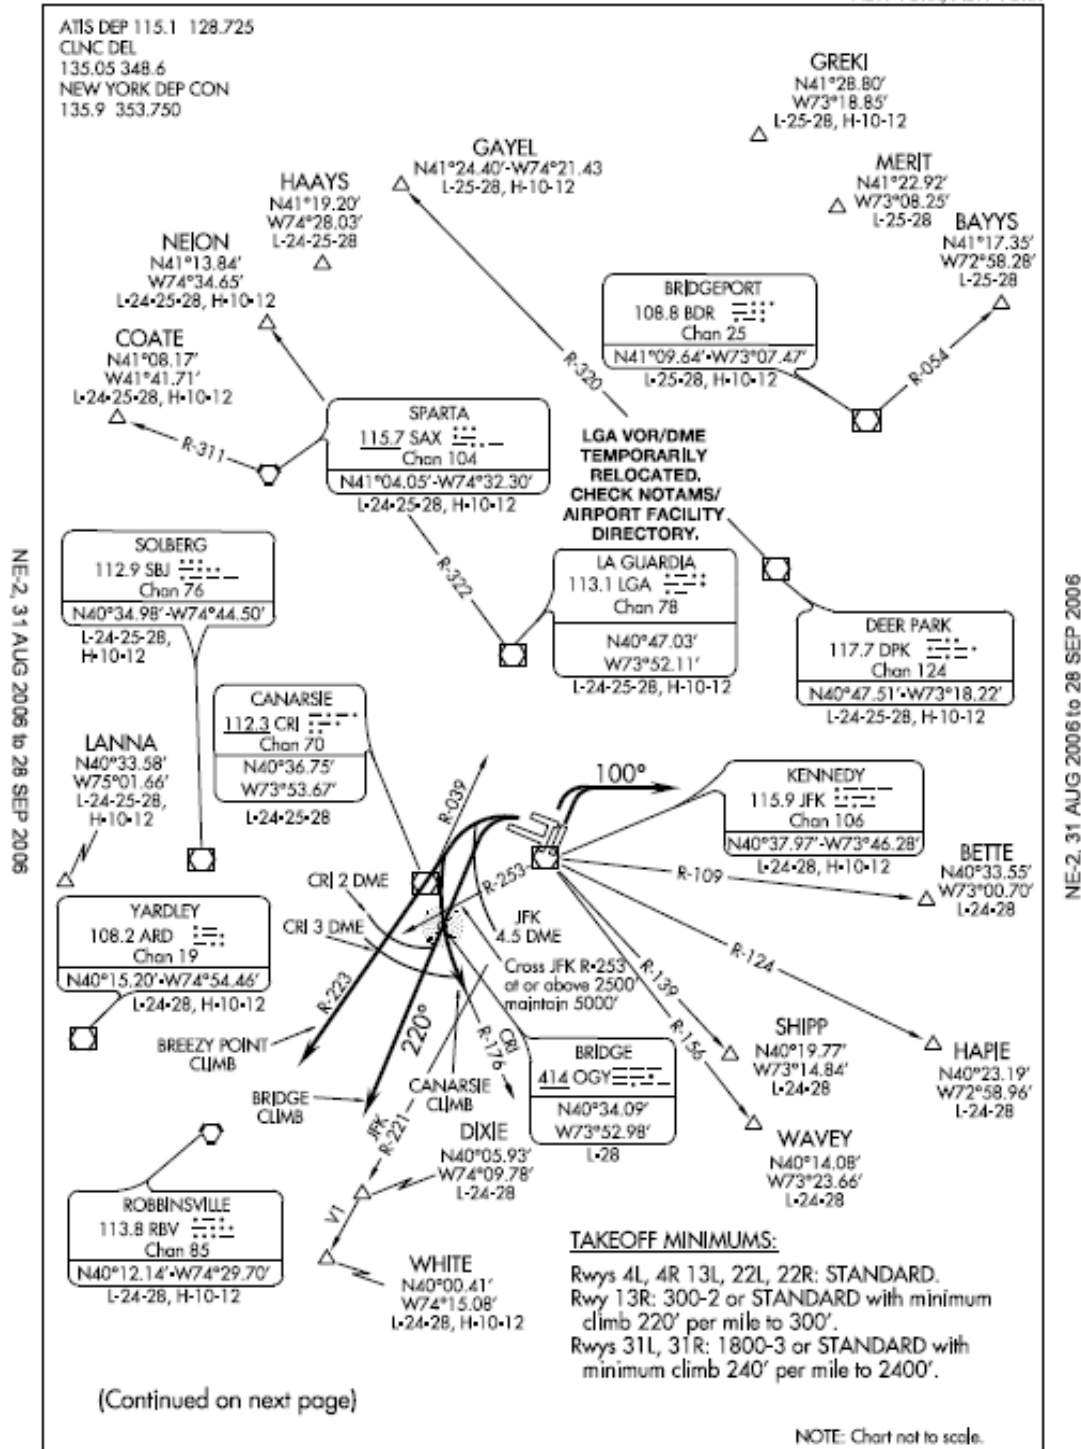 ATIS DEP 115.1 128.725
CLNC DEL
135.05 348.6
NEW YORK DEP CON
135.9 353.750
GREKI
N41°28.80'
W73°18.85'
L-25-28, H-10-12
GAYEL
N41°24.40'-W74°21.43
L-25-28, H-10-12
MERIT
N41°22.92'
W73°08.25'
L-25-28
HAAYS
N41°19.20'
W74°28.03'
L-24-25-28
BAYYS
N41°17.35'
W72°58.28'
L-25-28
NEION
N41°13.84'
W74°34.65'
L-24-25-28, H-10-12
BRIDGEPORT
108.8 BDR
Chan 25
N41°09.64'-W73°07.47'
L-25-28, H-10-12
R-054
COATE
N41°08.17'
W41°41.71'
L-24-25-28, H-10-12
R-311
R-320
SPARTA
115.7 SAX
Chan 104
N41°04.05'-W74°32.30'
L-24-25-28, H-10-12
LGA VOR/DME
TEMPORARILY
RELOCATED.
CHECK NOTAMS/
AIRPORT FACILITY
DIRECTORY.
R-322
SOLBERG
112.9 SBJ
Chan 76
N40°34.98'-W74°44.50'
L-24-25-28,
H-10-12
LA GUARDIA
113.1 LGA
Chan 78
N40°47.03'
W73°52.11'
L-24-25-28, H-10-12
DEER PARK
117.7 DPK
Chan 124
N40°47.51'-W73°18.22'
L-24-25-28, H-10-12
NE-2, 31 AUG 2006 to 28 SEP 2006
NE-2, 31 AUG 2006 to 28 SEP 2006
CANARSIE
112.3 CRI
Chan 70
N40°36.75'
W73°53.67'
L-24-25-28
LANNA
N40°33.58'
W75°01.66'
L-24-25-28,
H-10-12
R-039
100°
KENNEDY
115.9 JFK
Chan 106
N40°37.97'-W73°46.28'
L-24-28, H-10-12
BETTE
N40°33.55'
W73°00.70'
L-24-28
R-109
R-253
CRI 2 DME
CRI 3 DME
JFK
4.5 DME
Cross JFK R-253
at or above 2500'
maintain 5000'
R-124
R-139
R-156
YARDLEY
108.2 ARD
Chan 19
N40°15.20'-W74°54.46'
L-24-28, H-10-12
R-223
220°
CRI
R-176
BREEZY POINT
CLIMB
BRIDGE
CLIMB
CANARSIE
CLIMB
JFK
R-221
BRIDGE
414 OGY
N40°34.09'
W73°52.98'
L-28
SHIPP
N40°19.77'
W73°14.84'
L-24-28
HAPIE
N40°23.19'
W72°58.96'
L-24-28
DIXIE
N40°05.93'
W74°09.78'
L-24-28
WAVEY
N40°14.08'
W73°23.66'
L-24-28
V1
ROBBINSVILLE
113.8 RBV
Chan 85
N40°12.14'-W74°29.70'
L-24-28, H-10-12
WHITE
N40°00.41'
W74°15.08'
L-24-28, H-10-12
TAKEOFF MINIMUMS:
Rwys 4L, 4R 13L, 22L, 22R: STANDARD.
Rwy 13R: 300-2 or STANDARD with minimum
climb 220' per mile to 300'.
Rwys 31L, 31R: 1800-3 or STANDARD with
minimum climb 240' per mile to 2400'.
(Continued on next page)
NOTE: Chart not to scale.